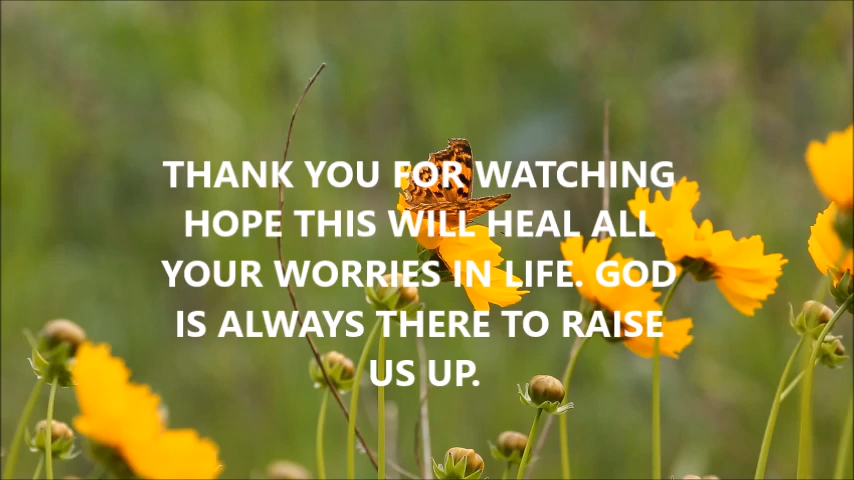 THANK YOU FOR WATCHING
HOPE THIS WILL HEAL ALL
YOUR WORRIES IN LIFE. GOD
IS ALWAYS THERE TO RAISE
US UP.